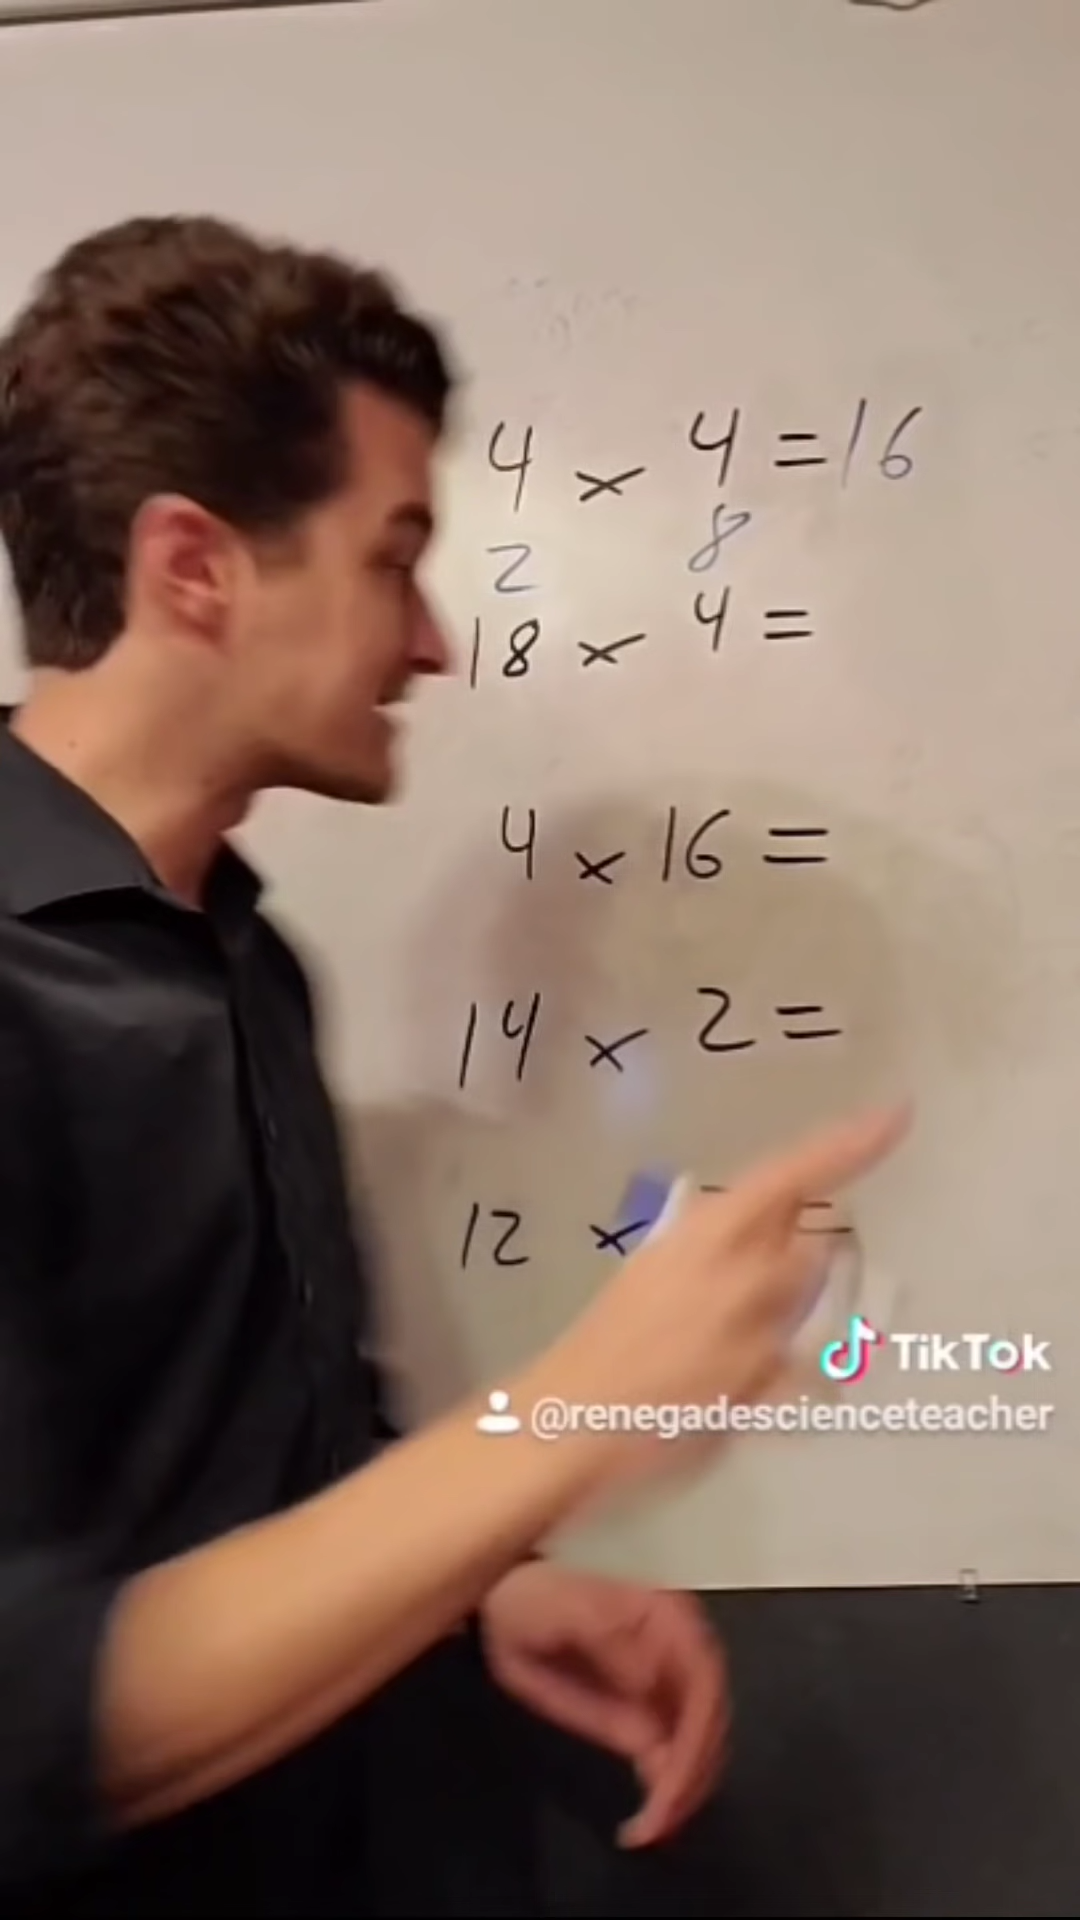 4 × 4 = 16
2 8
18 × 4 =
4 × 16 =
14 × 2 =
12 × =
TikTok
@renegadescienceteacher